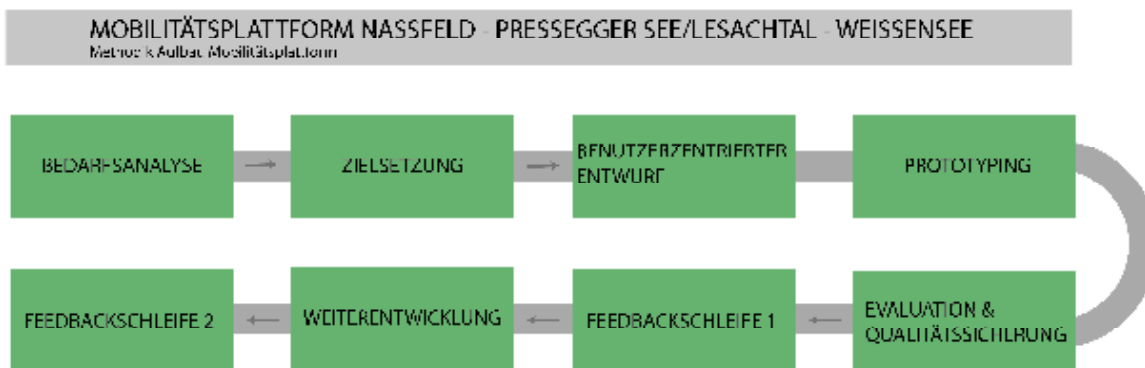 MOBILITÄTSPLATTFORM NASSFELD - PRESSEGGER SEE/LESACHTAL - WEISSENSEE
Methodik Aufbau Mobilitätsplattform
BEDARFSANALYSE
ZIELSETZUNG
BENUTZERZENTRIERTER
ENTWURF
PROTOTYPING
EVALUATION &
QUALITÄTSSICHERUNG
FEEDBACKSCHLEIFE 1
WEITERENTWICKLUNG
FEEDBACKSCHLEIFE 2